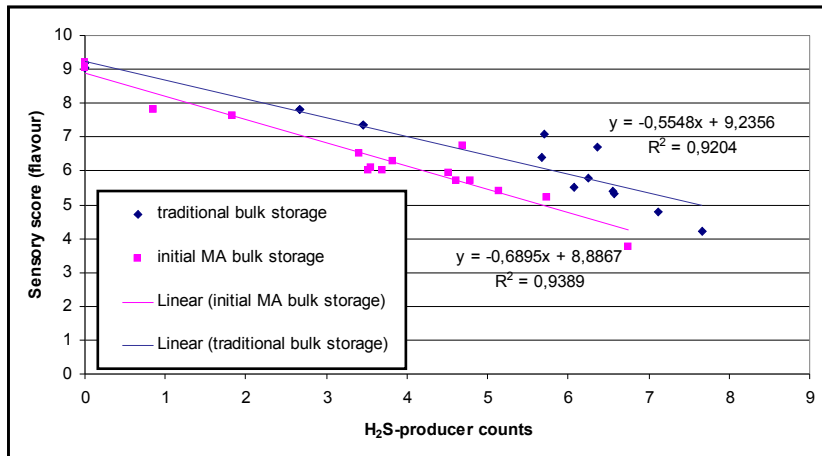 10
9
8
7
6
5
4
3
2
1
0
Sensory score (flavour)
y = -0,5548x + 9,2356
R² = 0,9204
traditional bulk storage
initial MA bulk storage
Linear (initial MA bulk storage)
Linear (traditional bulk storage)
y = -0,6895x + 8,8867
R² = 0,9389
0 1 2 3 4 5 6 7 8 9
H₂S-producer counts